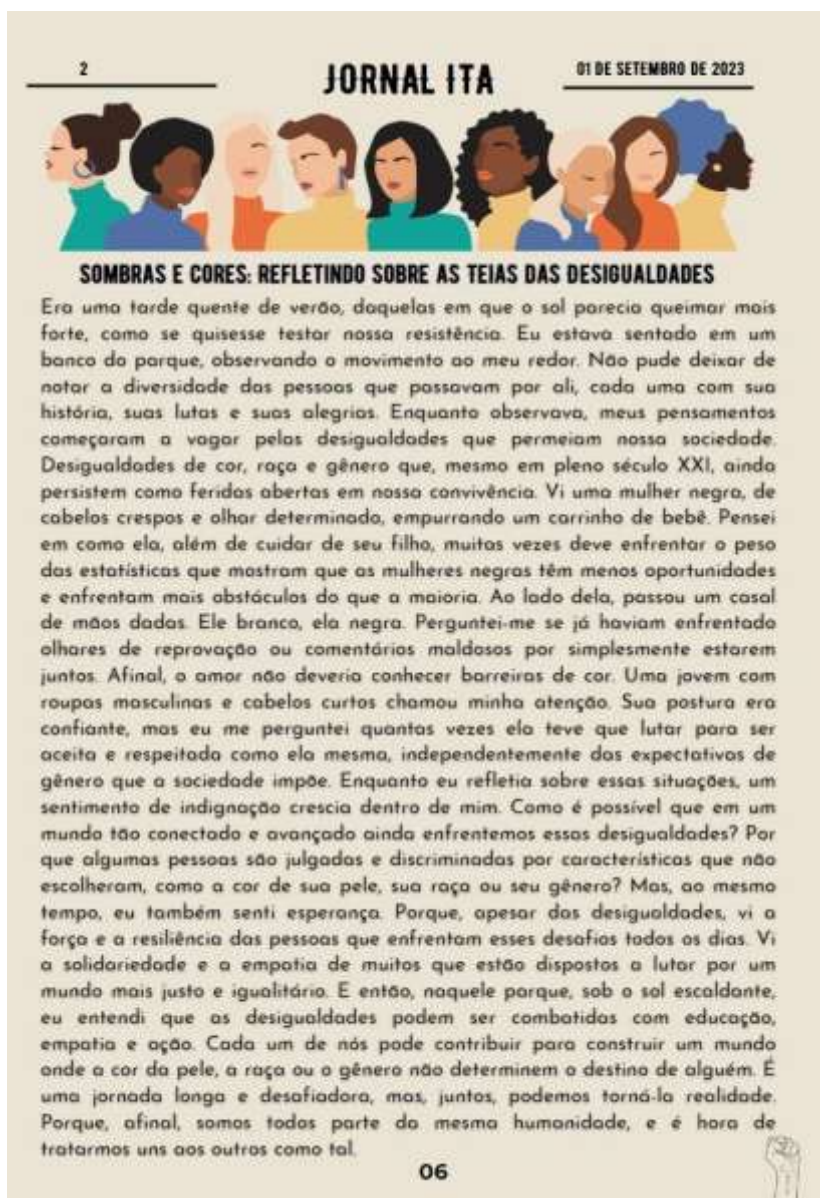 2
JORNAL ITA
01 DE SETEMBRO DE 2023
SOMBRAS E CORES: REFLETINDO SOBRE AS TEIAS DAS DESIGUALDADES
Era uma tarde quente de verão, daquelas em que o sol parecia queimar mais
forte, como se quisesse testar nossa resistência. Eu estava sentado em um
banco do parque, observando o movimento ao meu redor. Não pude deixar de
notar a diversidade das pessoas que passavam por ali, cada uma com sua
história, suas lutas e suas alegrias. Enquanto observava, meus pensamentos
começaram a vagar pelas desigualdades que permeiam nossa sociedade.
Desigualdades de cor, raça e gênero que, mesmo em pleno século XXI, ainda
persistem como feridas abertas em nossa convivência. Vi uma mulher negra, de
cabelos crespos e olhar determinado, empurrando um carrinho de bebê. Pensei
em como ela, além de cuidar de seu filho, muitas vezes deve enfrentar o peso
das estatísticas que mostram que as mulheres negras têm menos oportunidades
e enfrentam mais obstáculos do que a maioria. Ao lado dela, passou um casal
de mãos dadas. Ele branco, ela negra. Perguntei-me se já haviam enfrentado
olhares de reprovação ou comentários maldosos por simplesmente estarem
juntos. Afinal, o amor não deveria conhecer barreiras de cor. Uma jovem com
roupas masculinas e cabelos curtos chamou minha atenção. Sua postura era
confiante, mas eu me perguntei quantas vezes ela teve que lutar para ser
aceita e respeitada como ela mesma, independentemente das expectativas de
gênero que a sociedade impõe. Enquanto eu refletia sobre essas situações, um
sentimento de indignação crescia dentro de mim. Como é possível que em um
mundo tão conectado e avançado ainda enfrentemos essas desigualdades? Por
que algumas pessoas são julgadas e discriminadas por características que não
escolheram, como a cor de sua pele, sua raça ou seu gênero? Mas, ao mesmo
tempo, eu também senti esperança. Porque, apesar das desigualdades, vi a
força e a resiliência das pessoas que enfrentam esses desafios todos os dias. Vi
a solidariedade e a empatia de muitos que estão dispostos a lutar por um
mundo mais justo e igualitário. E então, naquele parque, sob o sol escaldante,
eu entendi que as desigualdades podem ser combatidas com educação,
empatia e ação. Cada um de nós pode contribuir para construir um mundo
onde a cor da pele, a raça ou o gênero não determinem o destino de alguém. É
uma jornada longa e desafiadora, mas, juntos, podemos torná-la realidade.
Porque, afinal, somos todos parte da mesma humanidade, e é hora de
tratarmos uns aos outros como tal.
06